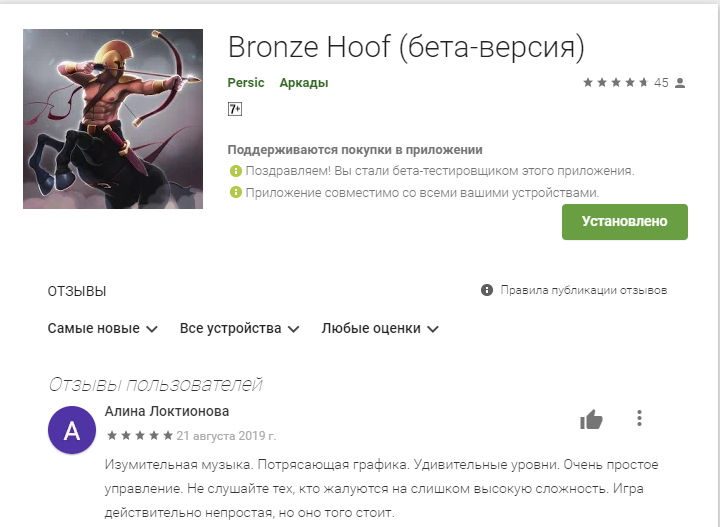 Bronze Hoof (бета-версия)
Persic Аркады
45
7+
Поддерживаются покупки в приложении
Поздравляем! Вы стали бета-тестировщиком этого приложения.
Приложение совместимо со всеми вашими устройствами.
Установлено
ОТЗЫВЫ
Правила публикации отзывов
Самые новые Все устройства Любые оценки
Отзывы пользователей
А
Алина Локтионова
21 августа 2019 г.
Изумительная музыка. Потрясающая графика. Удивительные уровни. Очень простое
управление. Не слушайте тех, кто жалуются на слишком высокую сложность. Игра
действительно непростая, но оно того стоит.